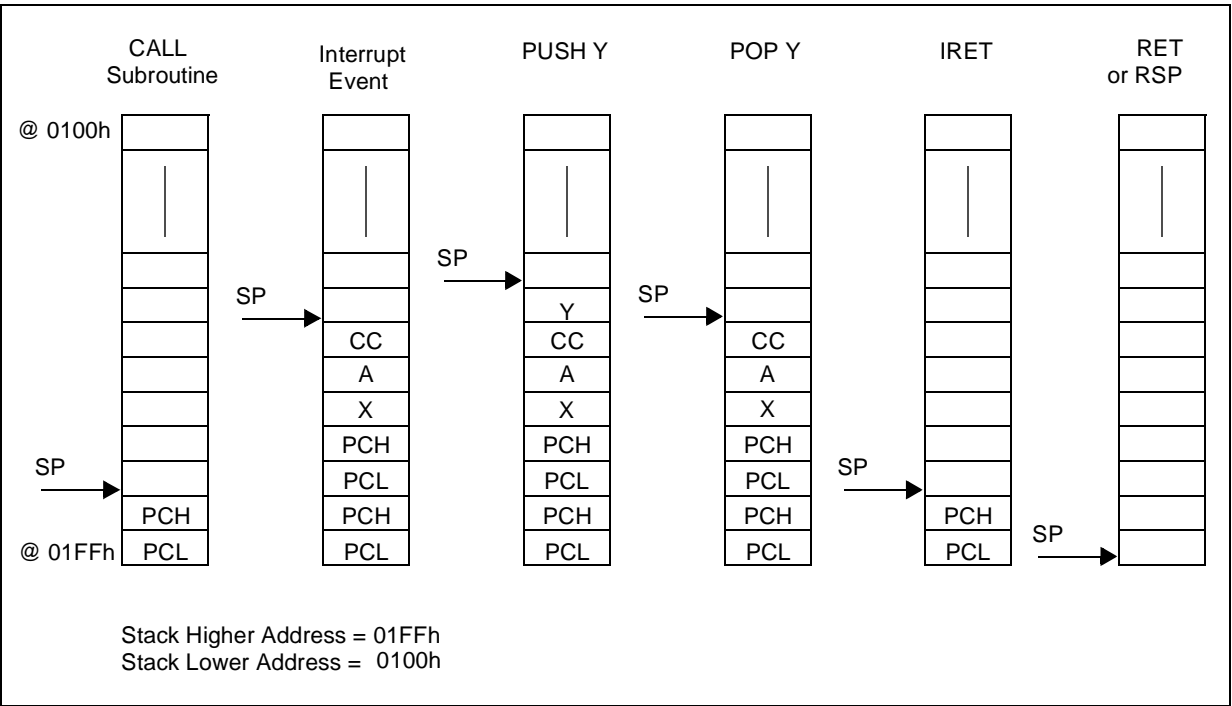 CALL
Subroutine
Interrupt
Event
PUSH Y
POP Y
IRET
RET
or RSP
@ 0100h
SP
SP
SP
Y
CC
CC
CC
A
A
A
X
X
X
PCH
PCH
PCH
SP
PCL
PCL
PCL
SP
PCH
PCH
PCH
PCH
PCH
@ 01FFh
PCL
PCL
PCL
PCL
PCL
SP
Stack Higher Address = 01FFh
Stack Lower Address = 0100h